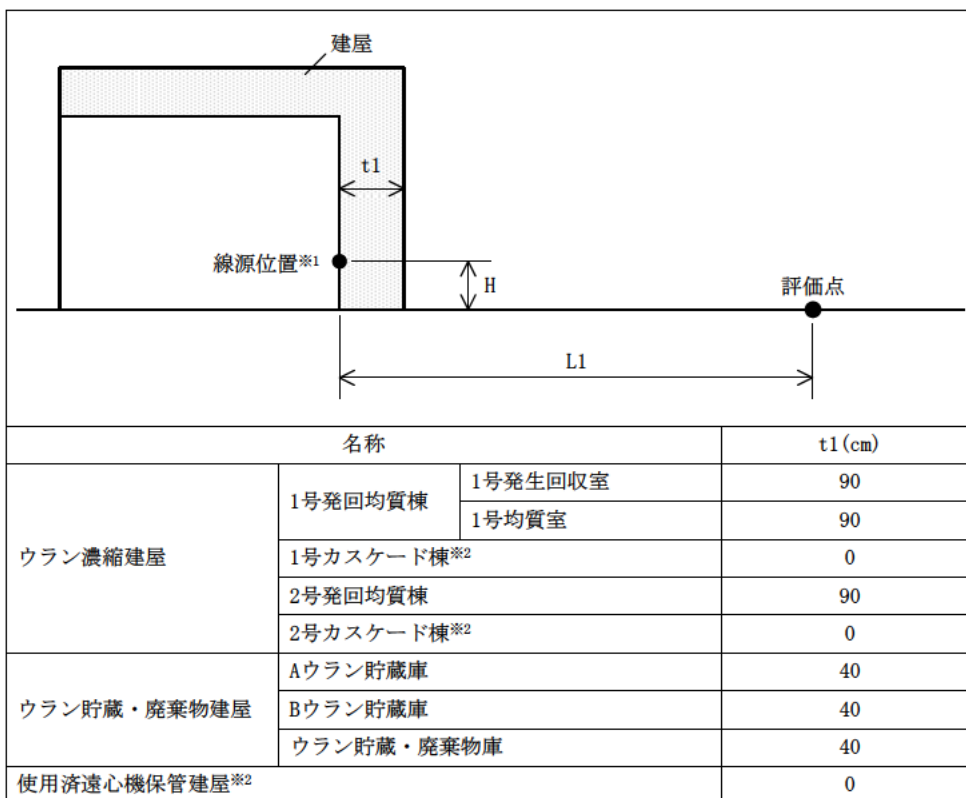 建屋
t1
線源位置※1
H
評価点
L1
名称 t1(cm)
ウラン濃縮建屋 1号発回均質棟 1号発生回収室 90
1号均質室 90
1号カスケード棟※2 0
2号発回均質棟 90
2号カスケード棟※2 0
ウラン貯蔵・廃棄物建屋 Aウラン貯蔵庫 40
Bウラン貯蔵庫 40
ウラン貯蔵・廃棄物庫 40
使用済遠心機保管建屋※2 0